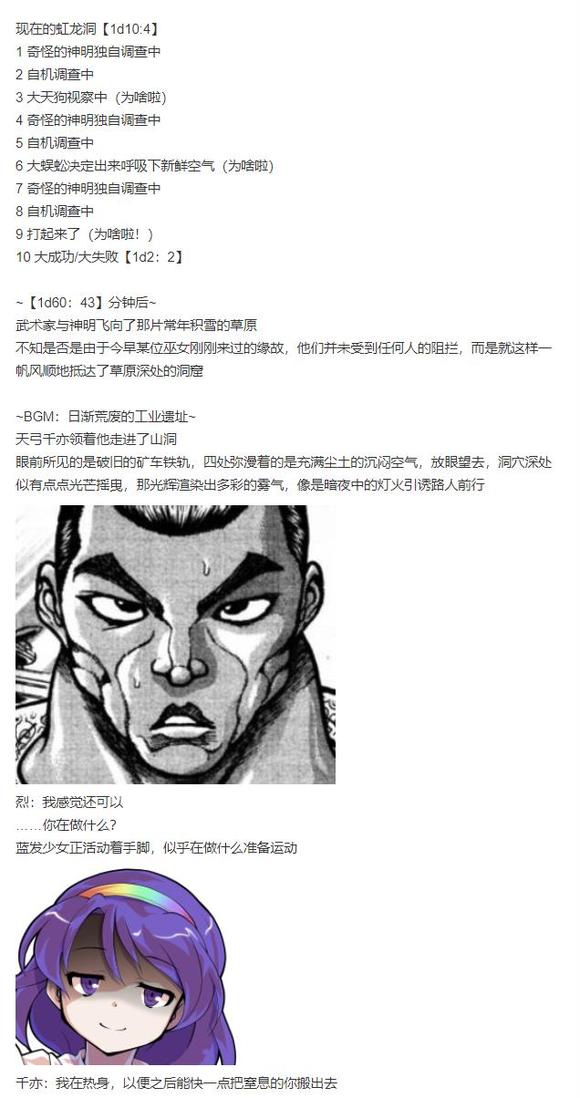 现在的虹龙洞【1d10:4】
1 奇怪的神明独自调查中
2 自机调查中
3 大天狗视察中（为啥啦）
4 奇怪的神明独自调查中
5 自机调查中
6 大蜈蚣决定出来呼吸下新鲜空气（为啥啦）
7 奇怪的神明独自调查中
8 自机调查中
9 打起来了（为啥啦！）
10 大成功/大失败【1d2：2】
~【1d60：43】分钟后~
武术家与神明飞向了那片常年积雪的草原
不知是否是由于今早某位巫女刚刚来过的缘故，他们并未受到任何人的阻拦，而是就这样一
帆风顺地抵达了草原深处的洞窟
~BGM：日渐荒废的工业遗址~
天弓千亦领着他走进了山洞
眼前所见的是破旧的矿车铁轨，四处弥漫着的是充满尘土的沉闷空气，放眼望去，洞穴深处
似有点点光芒摇曳，那光辉渲染出多彩的雾气，像是暗夜中的灯火引诱路人前行
烈：我感觉还可以
……你在做什么？
蓝发少女正活动着手脚，似乎在做什么准备运动
千亦：我在热身，以便之后能快一点把窒息的你搬出去